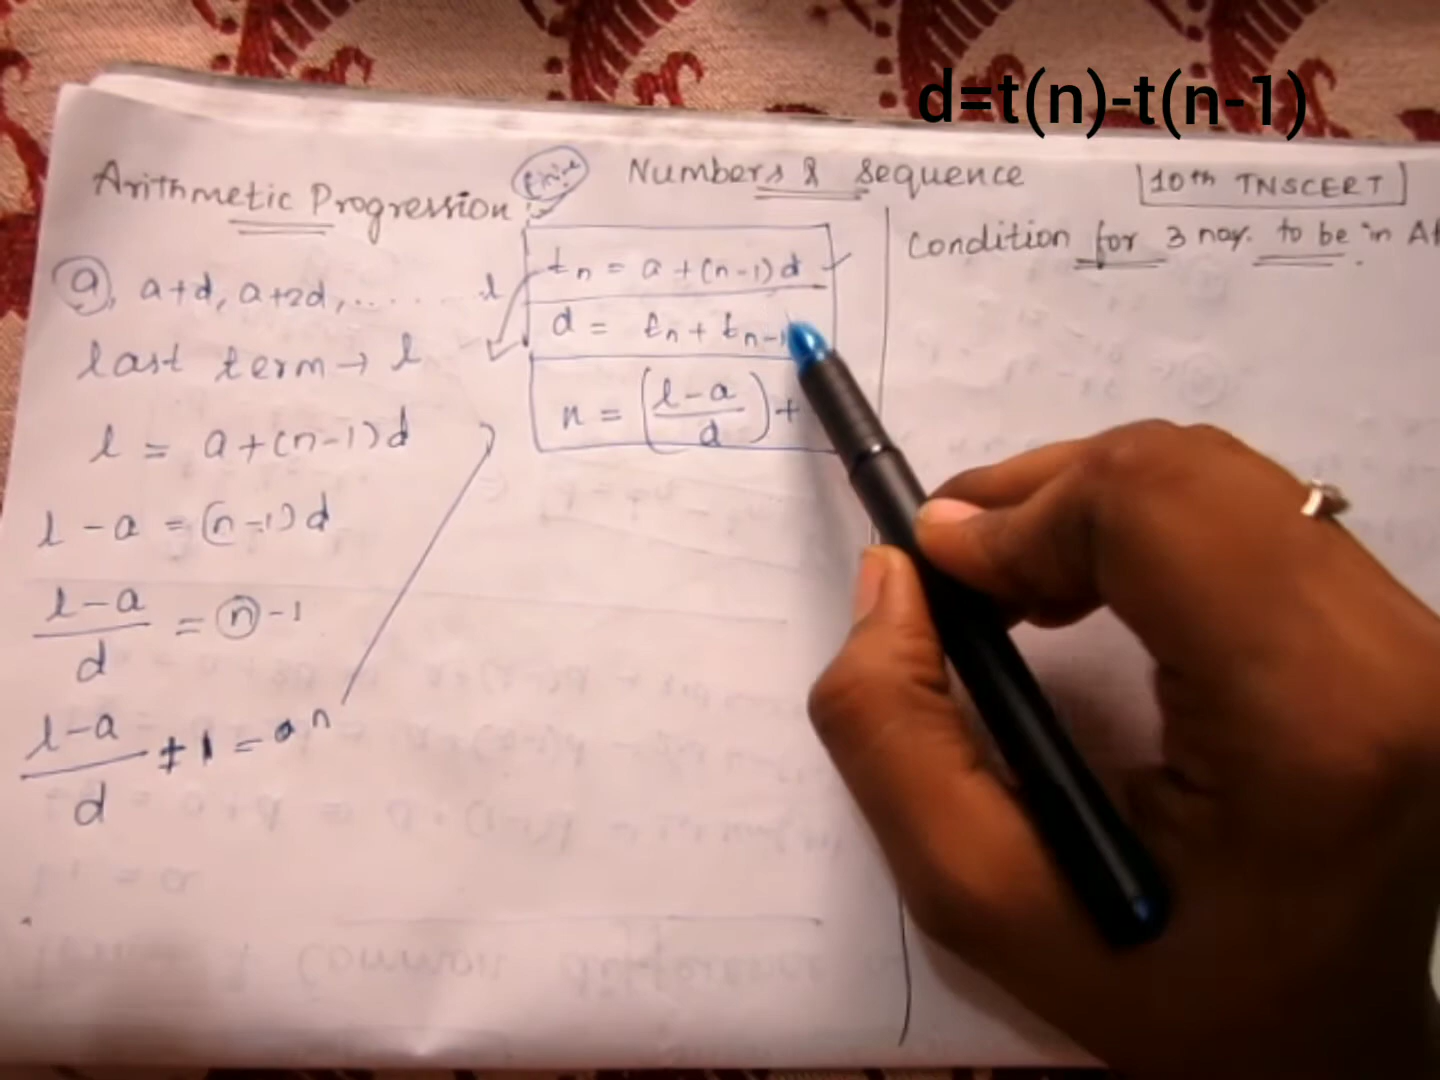 d=t(n)-t(n-1)
Numbers & Sequence
10th TNSCERT
Arithmetic Progression
a, a+d, a+2d, ...... l
last term → l
l = a+(n-1)d
l - a = (n-1)d
l-a/d = n-1
l-a/d + 1 = n
tn = a + (n-1)d
d = tn + tn-1
n = (l-a/d) +
Condition for 3 nos. to be in